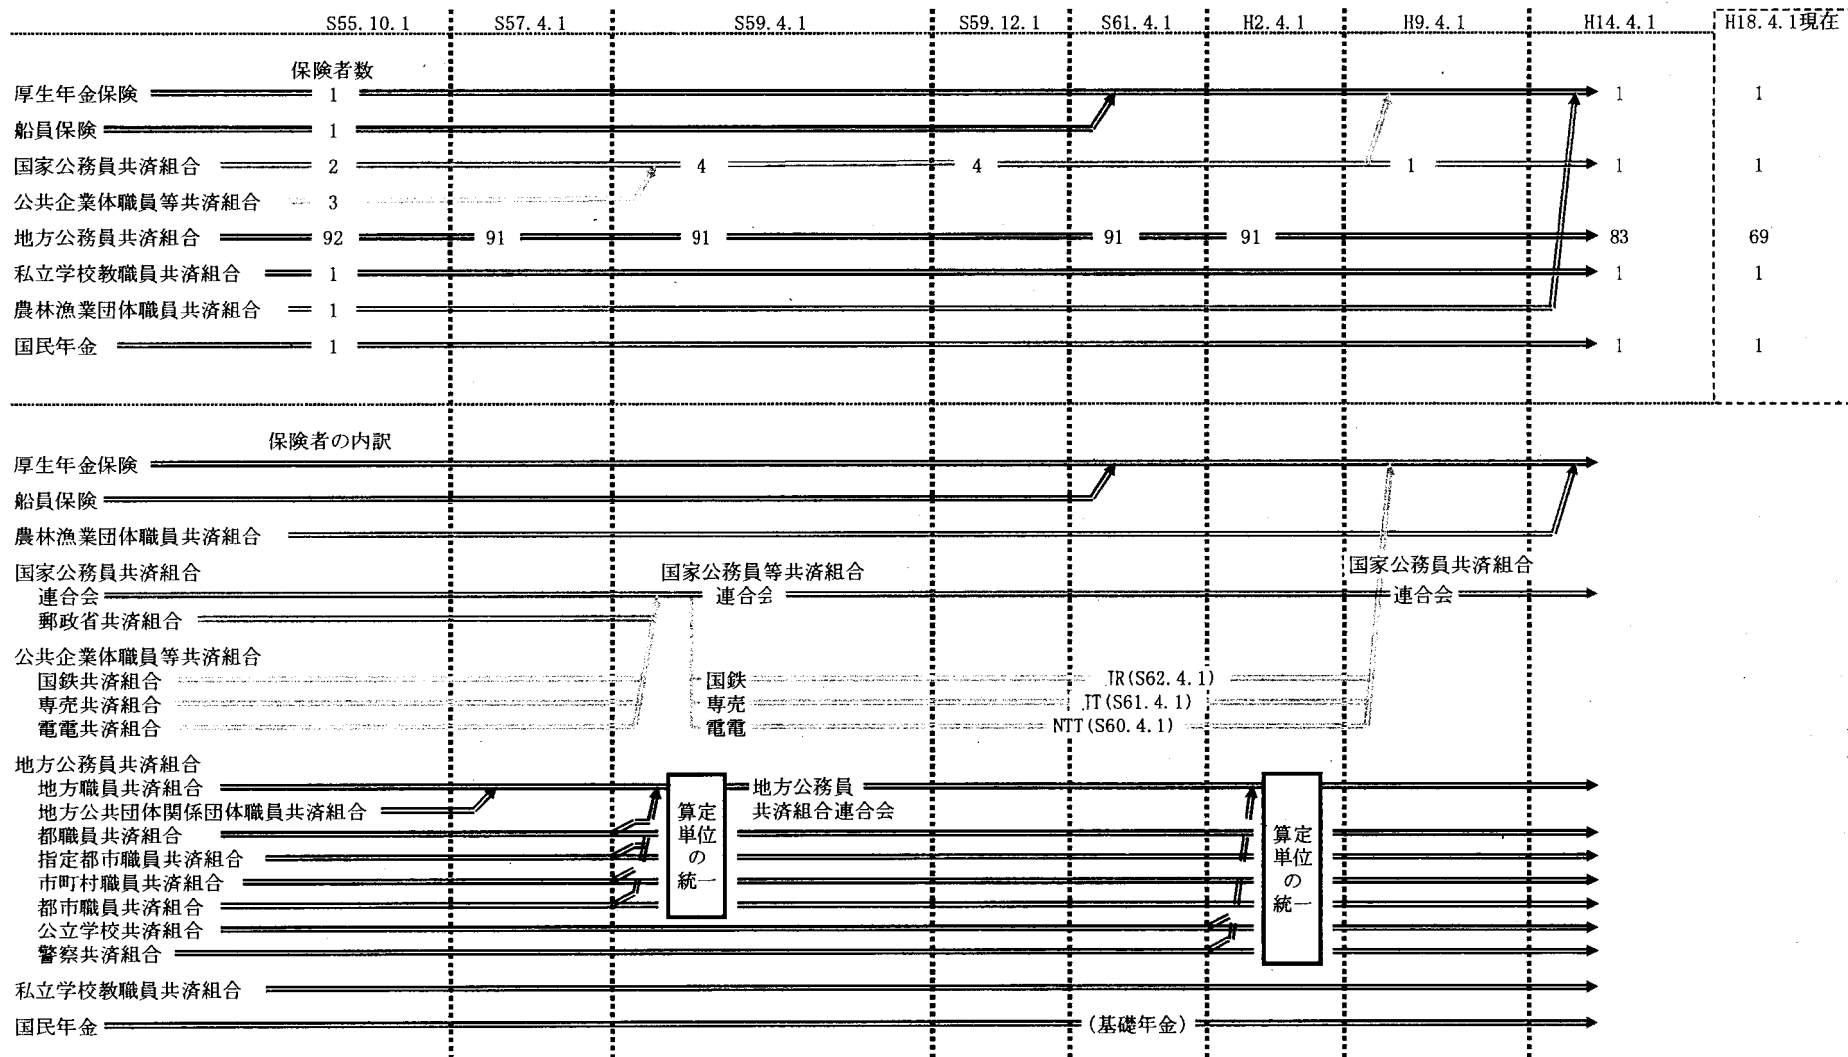 S55.10.1 S57.4.1 S59.4.1 S59.12.1 S61.4.1 H2.4.1 H9.4.1 H14.4.1 H18.4.1現在
保険者数
厚生年金保険 1 1 1
船員保険 1
国家公務員共済組合 2 4 4 1 1 1
公共企業体職員等共済組合 3
地方公務員共済組合 92 91 91 91 91 83 69
私立学校教職員共済組合 1 1 1
農林漁業団体職員共済組合 1
国民年金 1 1 1
保険者の内訳
厚生年金保険
船員保険
農林漁業団体職員共済組合
国家公務員共済組合 国家公務員等共済組合 国家公務員共済組合
連合会 連合会 連合会
郵政省共済組合
公共企業体職員等共済組合
国鉄共済組合 国鉄 JR(S62.4.1)
専売共済組合 専売 JT(S61.4.1)
電電共済組合 電電 NTT(S60.4.1)
地方公務員共済組合
地方職員共済組合 地方公務員
地方公共団体関係団体職員共済組合 共済組合連合会
都職員共済組合
指定都市職員共済組合
市町村職員共済組合
都市職員共済組合
公立学校共済組合
警察共済組合
算定
単位
の
統一
算定
単位
の
統一
私立学校教職員共済組合
国民年金 (基礎年金)